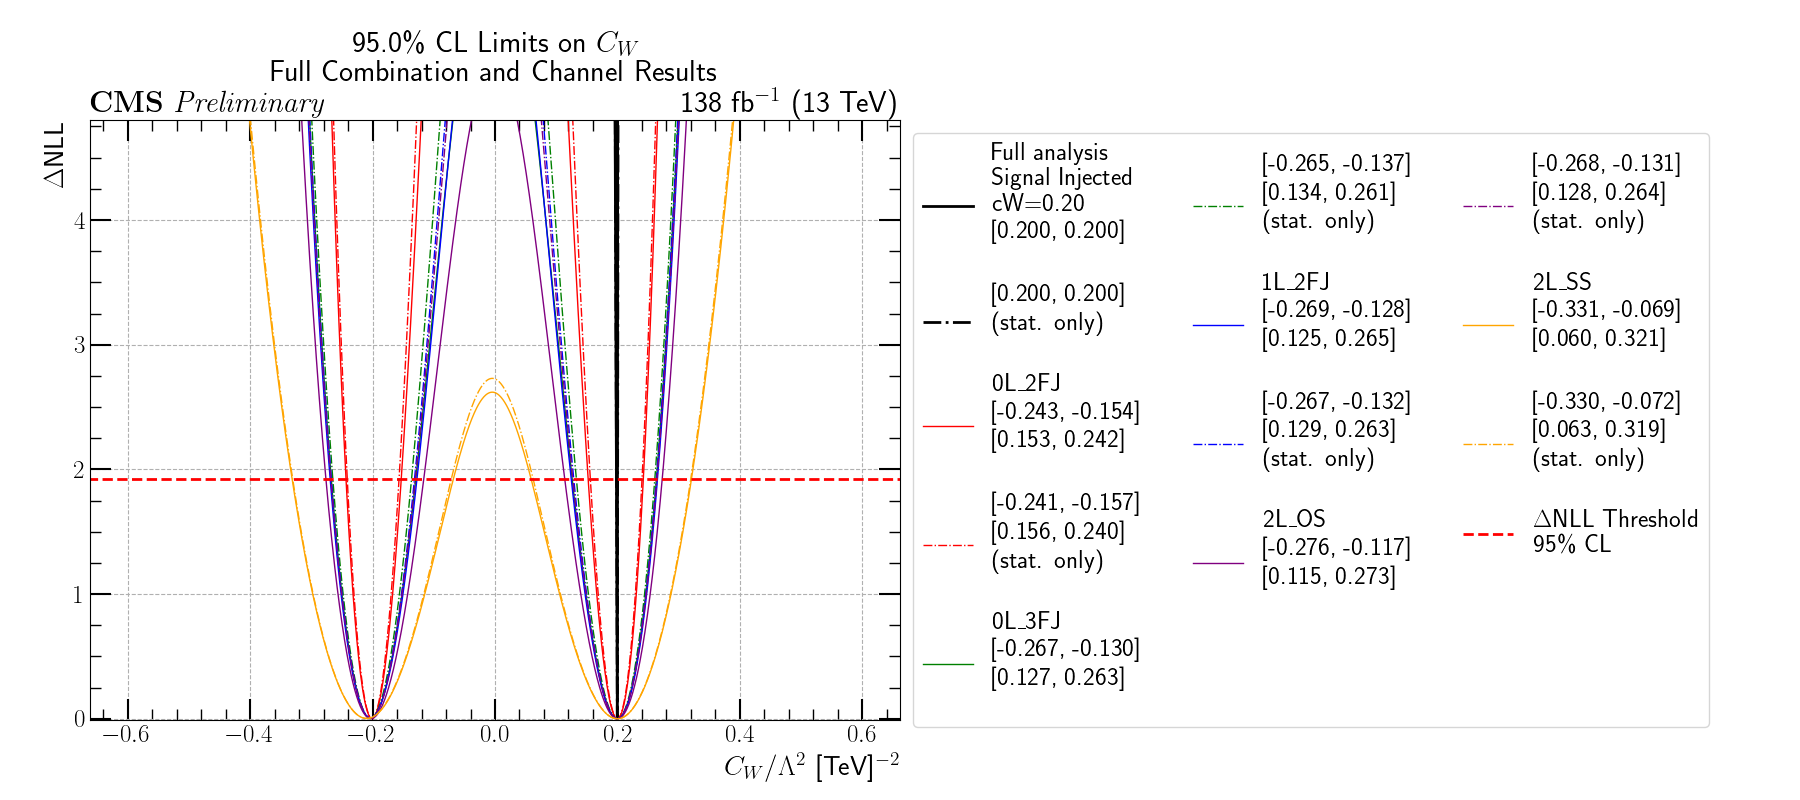 95.0% CL Limits on C_W
Full Combination and Channel Results
CMS Preliminary
138 fb⁻¹ (13 TeV)
ΔNLL
4
3
2
1
0
−0.6
−0.4
−0.2
0.0
0.2
0.4
0.6
C_W/Λ² [TeV]⁻²
Full analysis
Signal Injected
cW=0.20
[0.200, 0.200]
[0.200, 0.200]
(stat. only)
0L_2FJ
[-0.243, -0.154]
[0.153, 0.242]
[-0.241, -0.157]
[0.156, 0.240]
(stat. only)
0L_3FJ
[-0.267, -0.130]
[0.127, 0.263]
[-0.265, -0.137]
[0.134, 0.261]
(stat. only)
1L_2FJ
[-0.269, -0.128]
[0.125, 0.265]
[-0.267, -0.132]
[0.129, 0.263]
(stat. only)
2L_OS
[-0.276, -0.117]
[0.115, 0.273]
[-0.268, -0.131]
[0.128, 0.264]
(stat. only)
2L_SS
[-0.331, -0.069]
[0.060, 0.321]
[-0.330, -0.072]
[0.063, 0.319]
(stat. only)
ΔNLL Threshold
95% CL